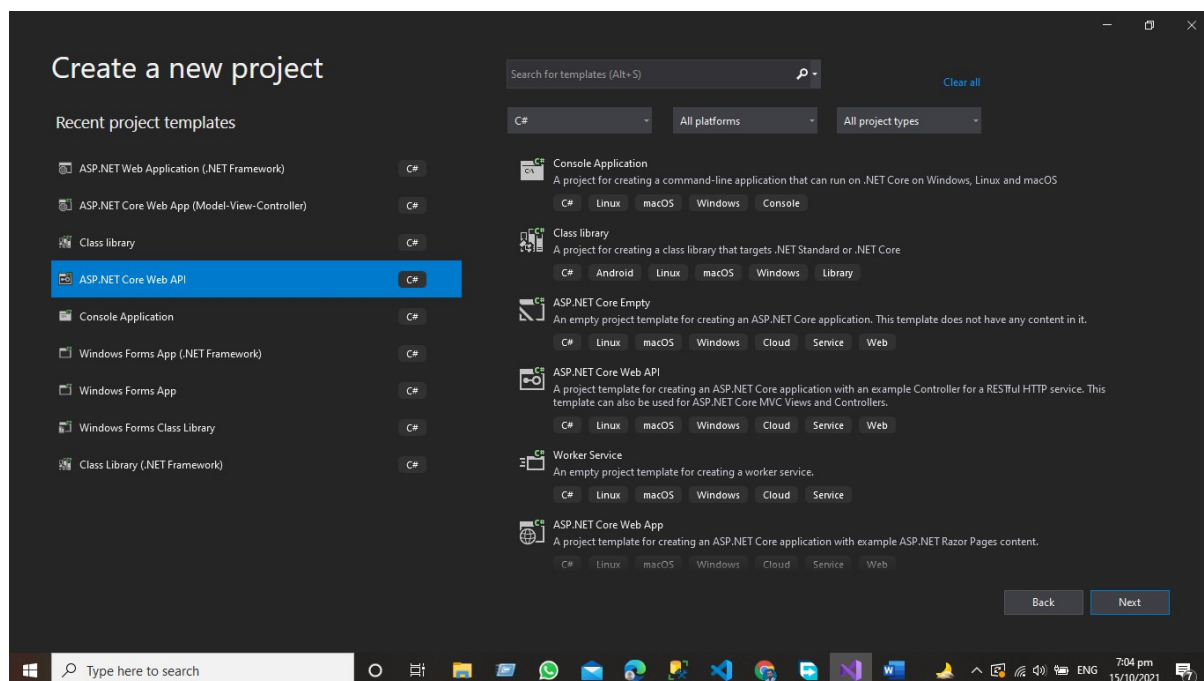 Create a new project
Recent project templates
ASP.NET Web Application (.NET Framework) C#
ASP.NET Core Web App (Model-View-Controller) C#
Class library C#
ASP.NET Core Web API C#
Console Application C#
Windows Forms App (.NET Framework) C#
Windows Forms App C#
Windows Forms Class Library C#
Class Library (.NET Framework) C#
Search for templates (Alt+S)
Clear all
C# All platforms All project types
Console Application
A project for creating a command-line application that can run on .NET Core on Windows, Linux and macOS
C# Linux macOS Windows Console
Class library
A project for creating a class library that targets .NET Standard or .NET Core
C# Android Linux macOS Windows Library
ASP.NET Core Empty
An empty project template for creating an ASP.NET Core application. This template does not have any content in it.
C# Linux macOS Windows Cloud Service Web
ASP.NET Core Web API
A project template for creating an ASP.NET Core application with an example Controller for a RESTful HTTP service. This
template can also be used for ASP.NET Core MVC Views and Controllers.
C# Linux macOS Windows Cloud Service Web
Worker Service
An empty project template for creating a worker service.
C# Linux macOS Windows Cloud Service
ASP.NET Core Web App
A project template for creating an ASP.NET Core application with example ASP.NET Razor Pages content.
C# Linux macOS Windows Cloud Service Web
Back Next
Type here to search
ENG
7:04 pm
15/10/2021